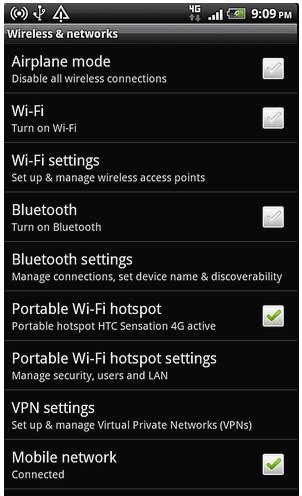 4G 9:09 PM
Wireless & networks
Airplane mode
Disable all wireless connections
Wi-Fi
Turn on Wi-Fi
Wi-Fi settings
Set up & manage wireless access points
Bluetooth
Turn on Bluetooth
Bluetooth settings
Manage connections, set device name & discoverability
Portable Wi-Fi hotspot
Portable hotspot HTC Sensation 4G active
Portable Wi-Fi hotspot settings
Manage security, users and LAN
VPN settings
Set up & manage Virtual Private Networks (VPNs)
Mobile network
Connected